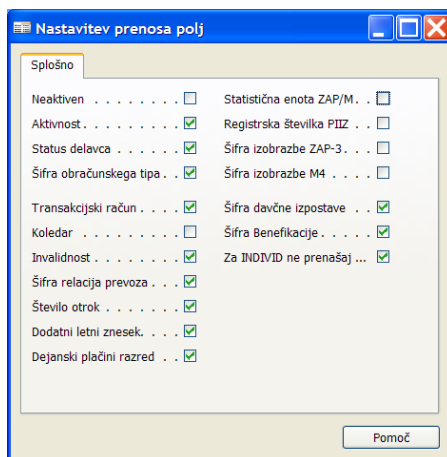 Nastavitev prenosa polj
Splošno
Neaktiven . . . . . . . .
Aktivnost . . . . . . . . .
Status delavca . . . . . .
Šifra obračunskega tipa . .
Transakcijski račun . . . .
Koledar . . . . . . . . .
Invalidnost . . . . . . . .
Šifra relacija prevoza . . .
Število otrok . . . . . . .
Dodatni letni znesek. . . .
Dejanski plačini razred . .
Statistična enota ZAP/M. . .
Registrska številka PIIZ . . .
Šifra izobrazbe ZAP-3. . . .
Šifra izobrazbe M4 . . . .
Šifra davčne izpostave . .
Šifra Benefikacije . . . . .
Za INDIVID ne prenašaj ...
Pomoč